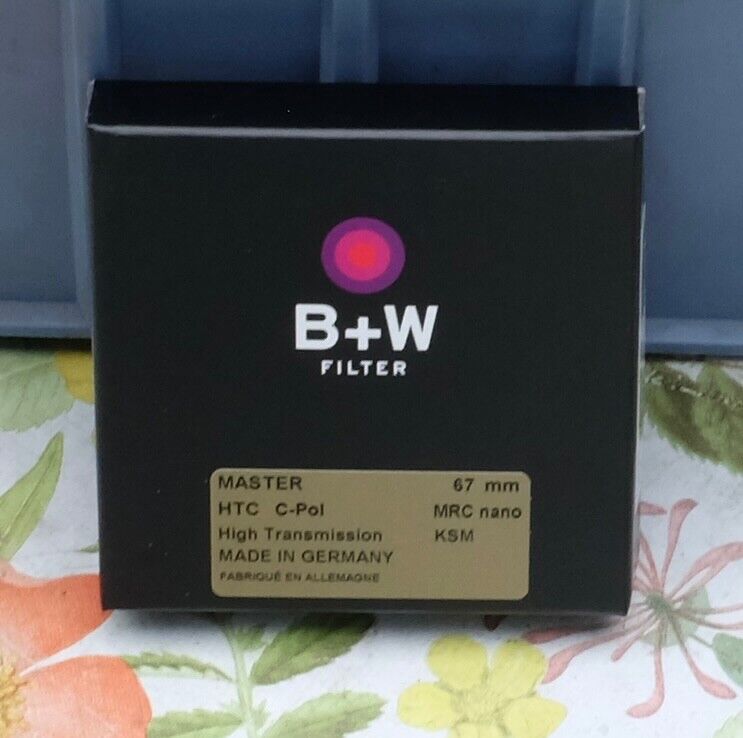 B+W
FILTER
MASTER 67 mm
HTC C-Pol MRC nano
High Transmission KSM
MADE IN GERMANY
FABRIQUÉ EN ALLEMAGNE